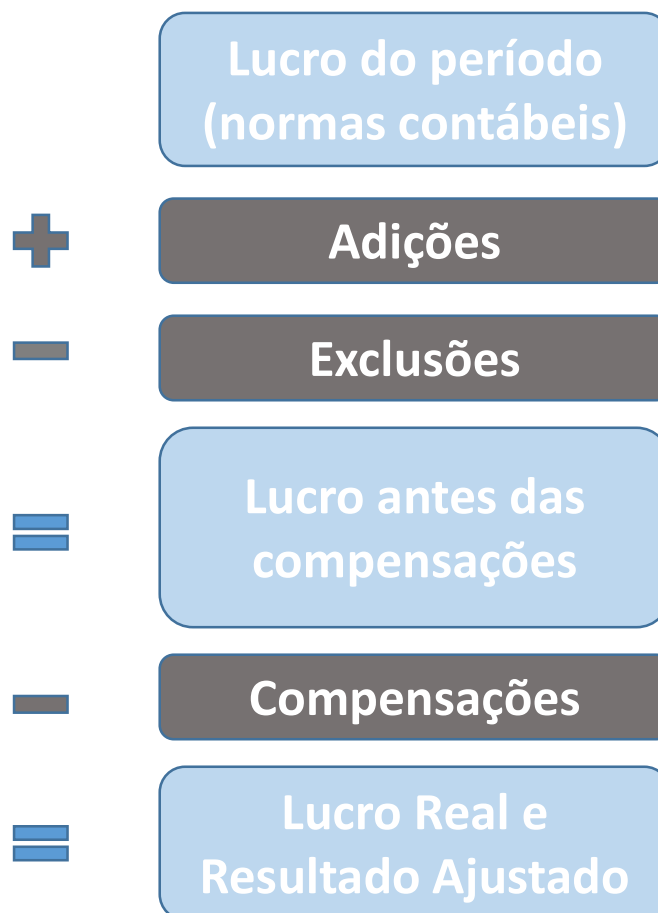 Lucro do período
(normas contábeis)
Adições
Exclusões
Lucro antes das
compensações
Compensações
Lucro Real e
Resultado Ajustado